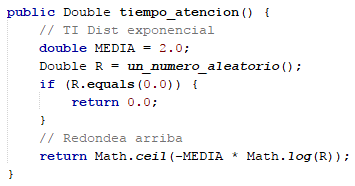 public Double tiempo_atencion() {
    // TI Dist exponencial
    double MEDIA = 2.0;
    Double R = un_numero_aleatorio();
    if (R.equals(0.0)) {
        return 0.0;
    }
    // Redondea arriba
    return Math.ceil(-MEDIA * Math.log(R));
}